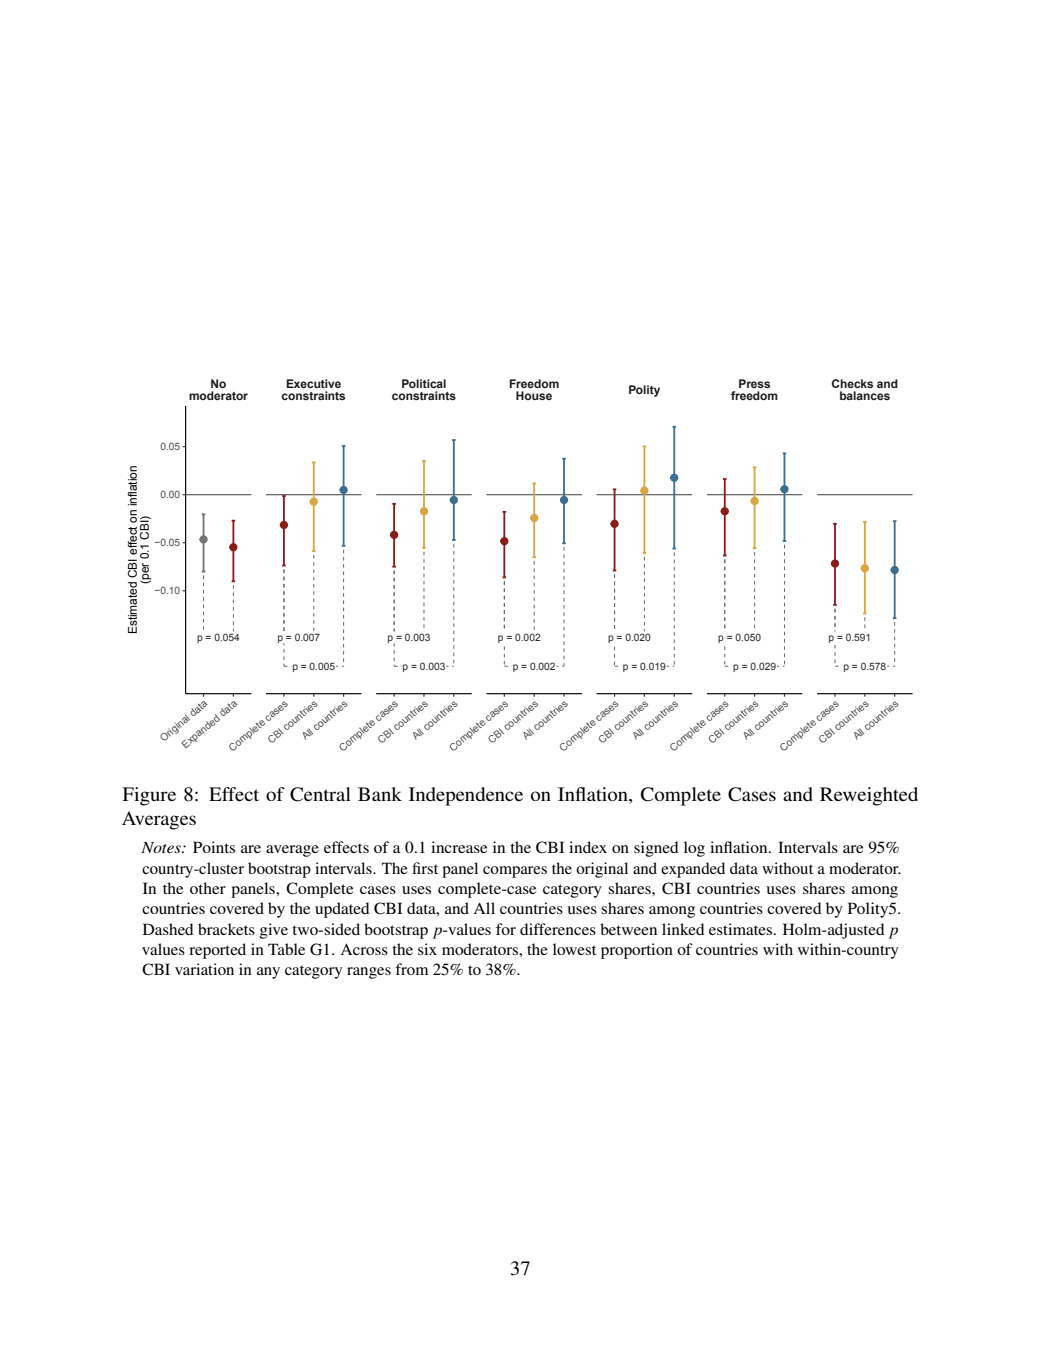 No
moderator
Executive
constraints
Political
constraints
Freedom
House
Polity
Press
freedom
Checks and
balances
Estimated CBI effect on inflation
(per 0.1 CBI)
0.05
0.00
−0.05
−0.10
p = 0.054
p = 0.007
p = 0.003
p = 0.002
p = 0.020
p = 0.050
p = 0.591
p = 0.005
p = 0.003
p = 0.002
p = 0.019
p = 0.029
p = 0.578
Original data
Expanded data
Complete cases
CBI countries
All countries
Complete cases
CBI countries
All countries
Complete cases
CBI countries
All countries
Complete cases
CBI countries
All countries
Complete cases
CBI countries
All countries
Complete cases
CBI countries
All countries
Figure 8: Effect of Central Bank Independence on Inflation, Complete Cases and Reweighted
Averages
Notes: Points are average effects of a 0.1 increase in the CBI index on signed log inflation. Intervals are 95%
country-cluster bootstrap intervals. The first panel compares the original and expanded data without a moderator.
In the other panels, Complete cases uses complete-case category shares, CBI countries uses shares among
countries covered by the updated CBI data, and All countries uses shares among countries covered by Polity5.
Dashed brackets give two-sided bootstrap p-values for differences between linked estimates. Holm-adjusted p
values reported in Table G1. Across the six moderators, the lowest proportion of countries with within-country
CBI variation in any category ranges from 25% to 38%.
37